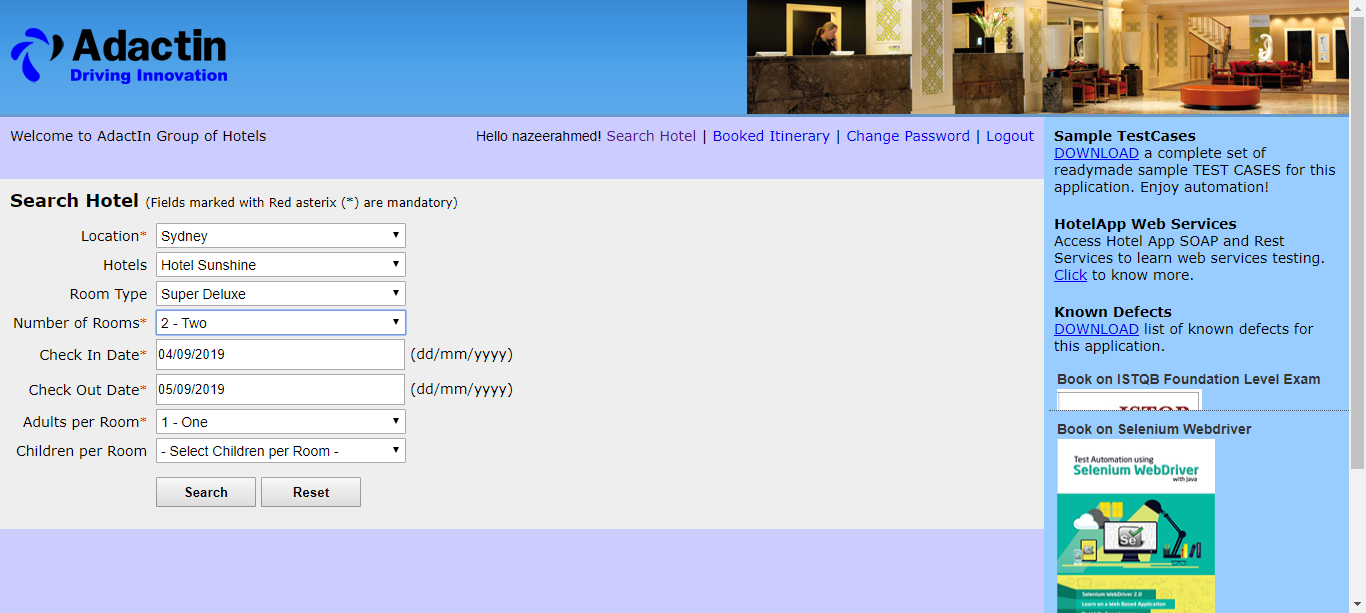 Adactin
Driving Innovation
Welcome to AdactIn Group of Hotels
Hello nazeerahmed! Search Hotel | Booked Itinerary | Change Password | Logout
Search Hotel (Fields marked with Red asterix (*) are mandatory)
Location* Sydney
Hotels Hotel Sunshine
Room Type Super Deluxe
Number of Rooms* 2 - Two
Check In Date* 04/09/2019 (dd/mm/yyyy)
Check Out Date* 05/09/2019 (dd/mm/yyyy)
Adults per Room* 1 - One
Children per Room - Select Children per Room -
Search Reset
Sample TestCases
DOWNLOAD a complete set of
readymade sample TEST CASES for this
application. Enjoy automation!
HotelApp Web Services
Access Hotel App SOAP and Rest
Services to learn web services testing.
Click to know more.
Known Defects
DOWNLOAD list of known defects for
this application.
Book on ISTQB Foundation Level Exam
ISTQB
Book on Selenium Webdriver
Test Automation using
Selenium WebDriver
with Java
Se
Selenium WebDriver 2.0
Learn on a Web Based Application